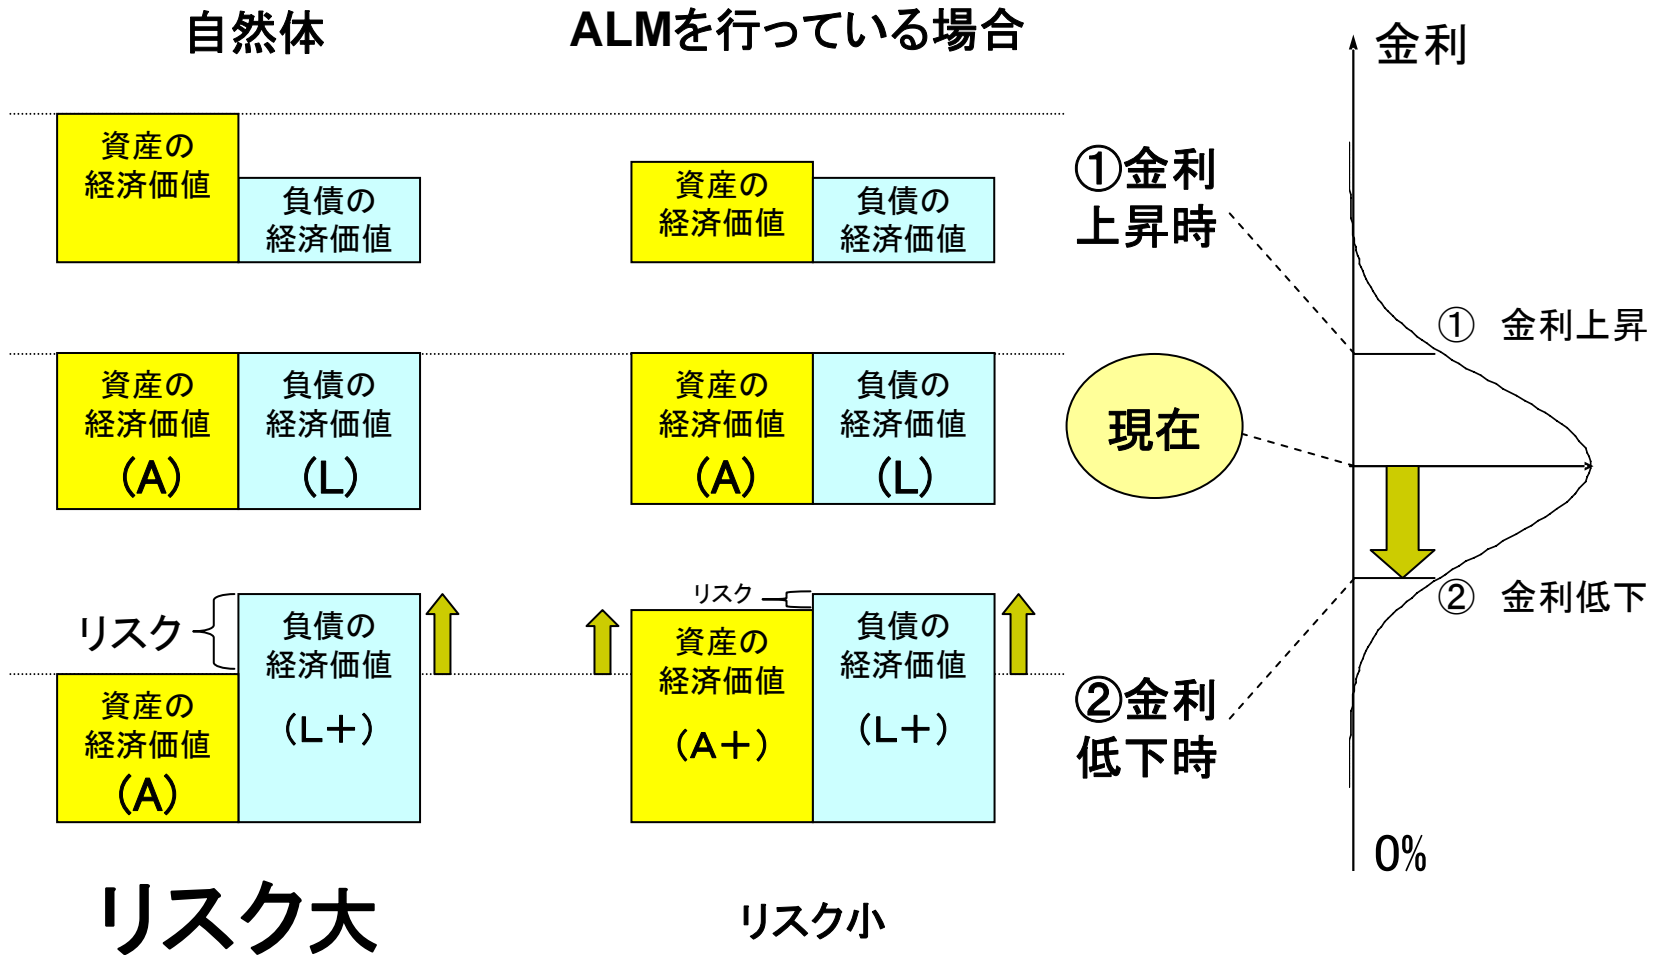 自然体
ALMを行っている場合
金利
資産の
経済価値
負債の
経済価値
資産の
経済価値
負債の
経済価値
①金利
上昇時
① 金利上昇
資産の
経済価値
(A)
負債の
経済価値
(L)
資産の
経済価値
(A)
負債の
経済価値
(L)
現在
リスク
資産の
経済価値
(A)
負債の
経済価値
(L+)
リスク
資産の
経済価値
(A+)
負債の
経済価値
(L+)
②金利
低下時
② 金利低下
0%
リスク大
リスク小